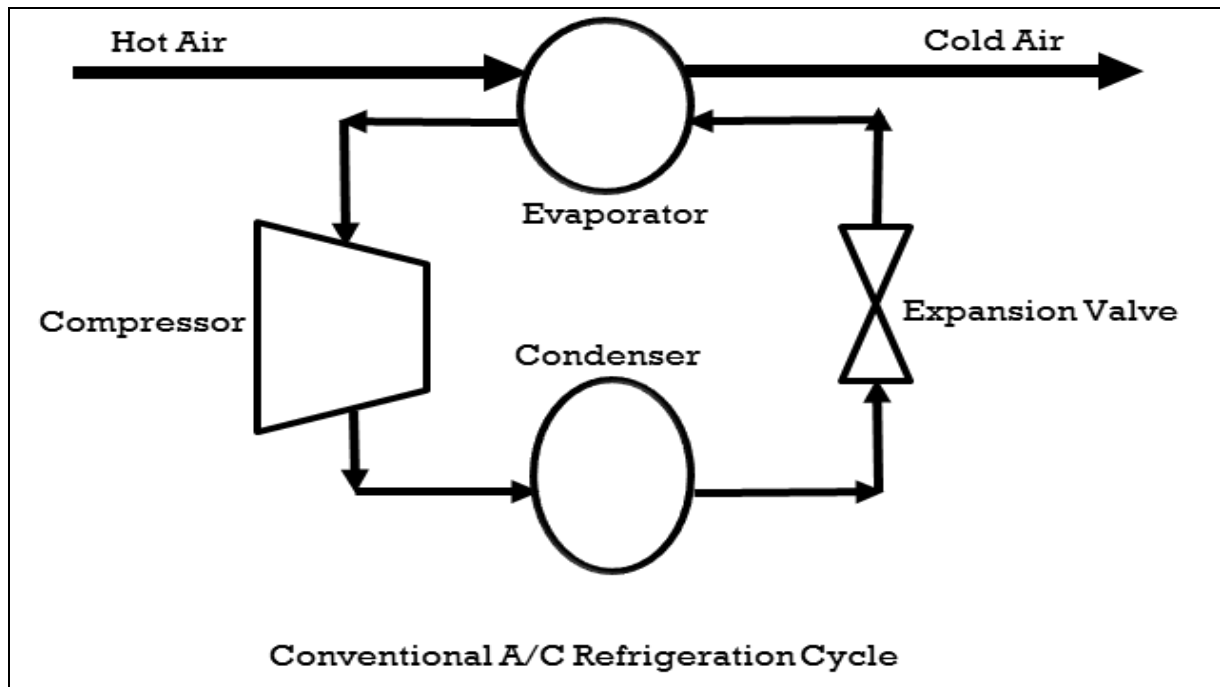 Hot Air
Cold Air
Evaporator
Compressor
Expansion Valve
Condenser
Conventional A/C Refrigeration Cycle